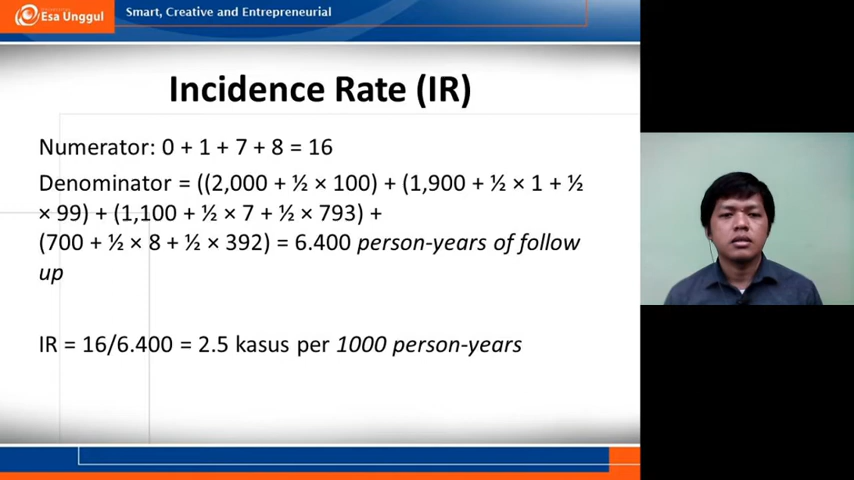 Esa Unggul
Smart, Creative and Entrepreneurial
Incidence Rate (IR)
Numerator: 0 + 1 + 7 + 8 = 16
Denominator = ((2,000 + ½ × 100) + (1,900 + ½ × 1 + ½
× 99) + (1,100 + ½ × 7 + ½ × 793) +
(700 + ½ × 8 + ½ × 392) = 6.400 person-years of follow
up
IR = 16/6.400 = 2.5 kasus per 1000 person-years